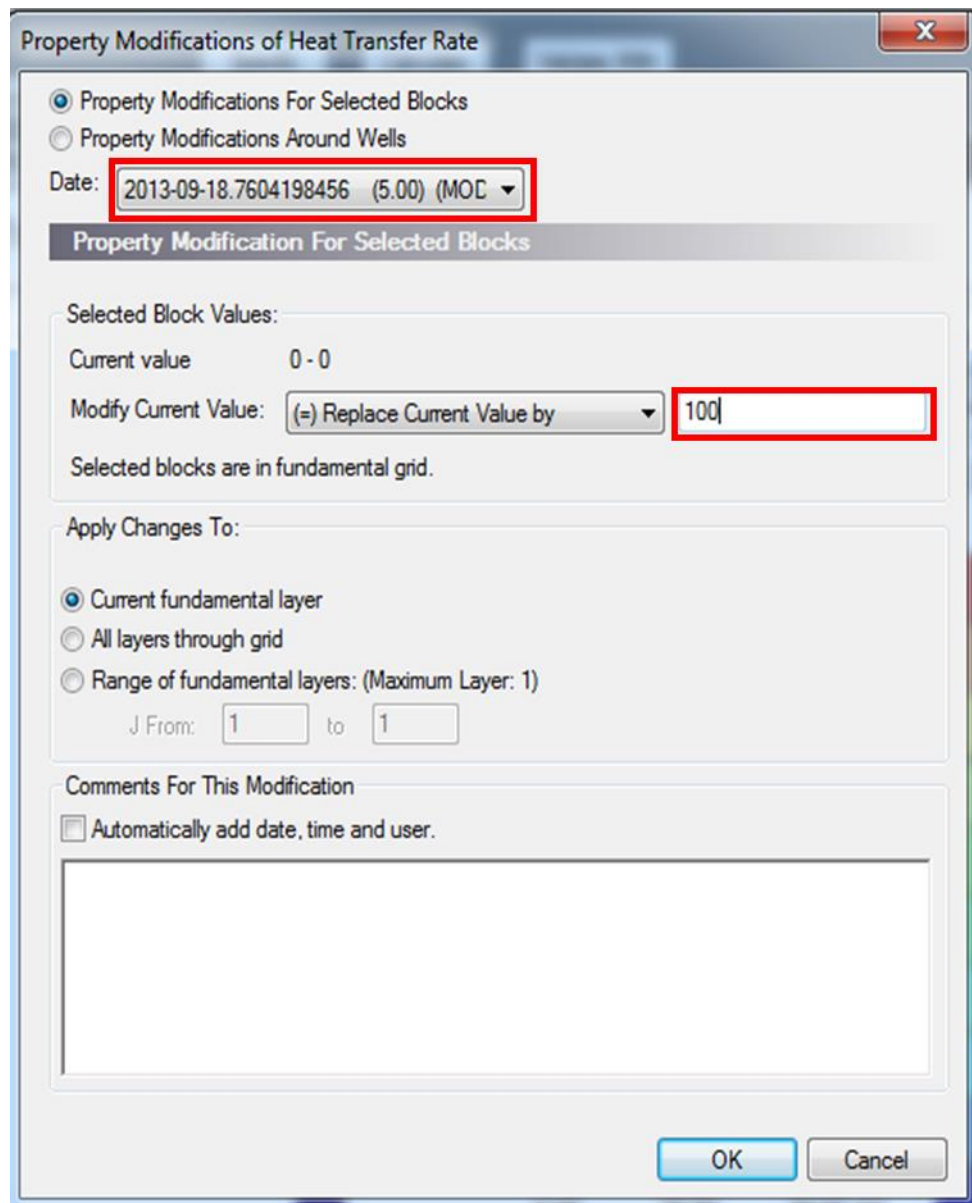 Property Modifications of Heat Transfer Rate
Property Modifications For Selected Blocks
Property Modifications Around Wells
Date: 2013-09-18.7604198456 (5.00) (MOD
Property Modification For Selected Blocks
Selected Block Values:
Current value 0 - 0
Modify Current Value: (=) Replace Current Value by 100
Selected blocks are in fundamental grid.
Apply Changes To:
Current fundamental layer
All layers through grid
Range of fundamental layers: (Maximum Layer: 1)
J From: 1 to 1
Comments For This Modification
Automatically add date, time and user.
OK Cancel